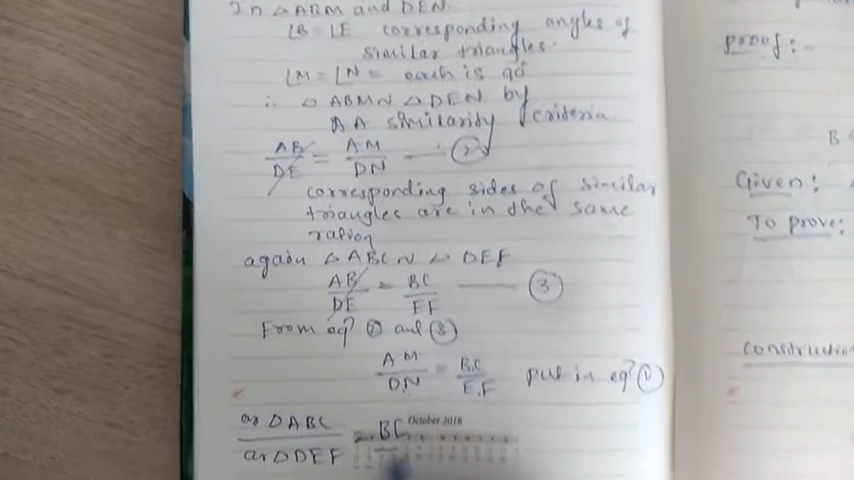 In △ABM and DEN.
∠B = ∠E corresponding angles of
similar triangles.
∠M = ∠N = each is 90
∴ △ ABM ~ △ DEN by
AA similarity criteria
AB/DE = AM/DN — (2)
corresponding sides of similar
triangles are in the same
ration
again △ ABC ~ △ DEF
AB/DE = BC/EF — (3)
From eqⁿ (2) and (3)
AM/DN = BC/EF put in eqⁿ (1)
ar △ABC / ar △DEF = BC
October 2018
proof:-
B
Given:
To prove:
construction